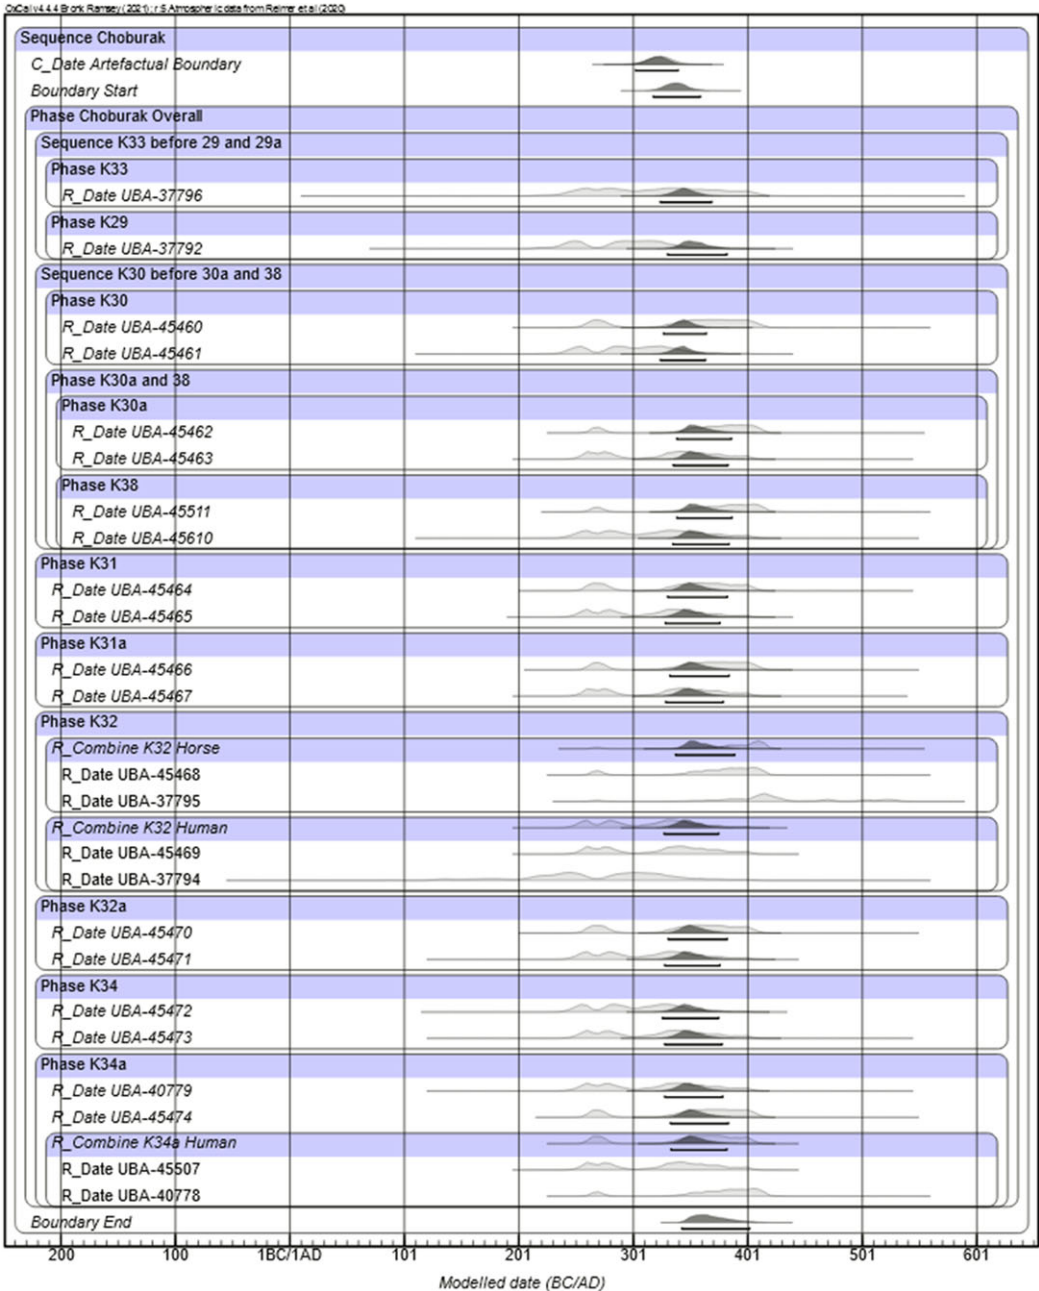 OxCal v4.4.4 Bronk Ramsey (2021); r:5 Atmospheric data from Reimer et al (2020)
Sequence Choburak
C_Date Artefactual Boundary
Boundary Start
Phase Choburak Overall
Sequence K33 before 29 and 29a
Phase K33
R_Date UBA-37796
Phase K29
R_Date UBA-37792
Sequence K30 before 30a and 38
Phase K30
R_Date UBA-45460
R_Date UBA-45461
Phase K30a and 38
Phase K30a
R_Date UBA-45462
R_Date UBA-45463
Phase K38
R_Date UBA-45511
R_Date UBA-45610
Phase K31
R_Date UBA-45464
R_Date UBA-45465
Phase K31a
R_Date UBA-45466
R_Date UBA-45467
Phase K32
R_Combine K32 Horse
R_Date UBA-45468
R_Date UBA-37795
R_Combine K32 Human
R_Date UBA-45469
R_Date UBA-37794
Phase K32a
R_Date UBA-45470
R_Date UBA-45471
Phase K34
R_Date UBA-45472
R_Date UBA-45473
Phase K34a
R_Date UBA-40779
R_Date UBA-45474
R_Combine K34a Human
R_Date UBA-45507
R_Date UBA-40778
Boundary End
200 100 1BC/1AD 101 201 301 401 501 601
Modelled date (BC/AD)